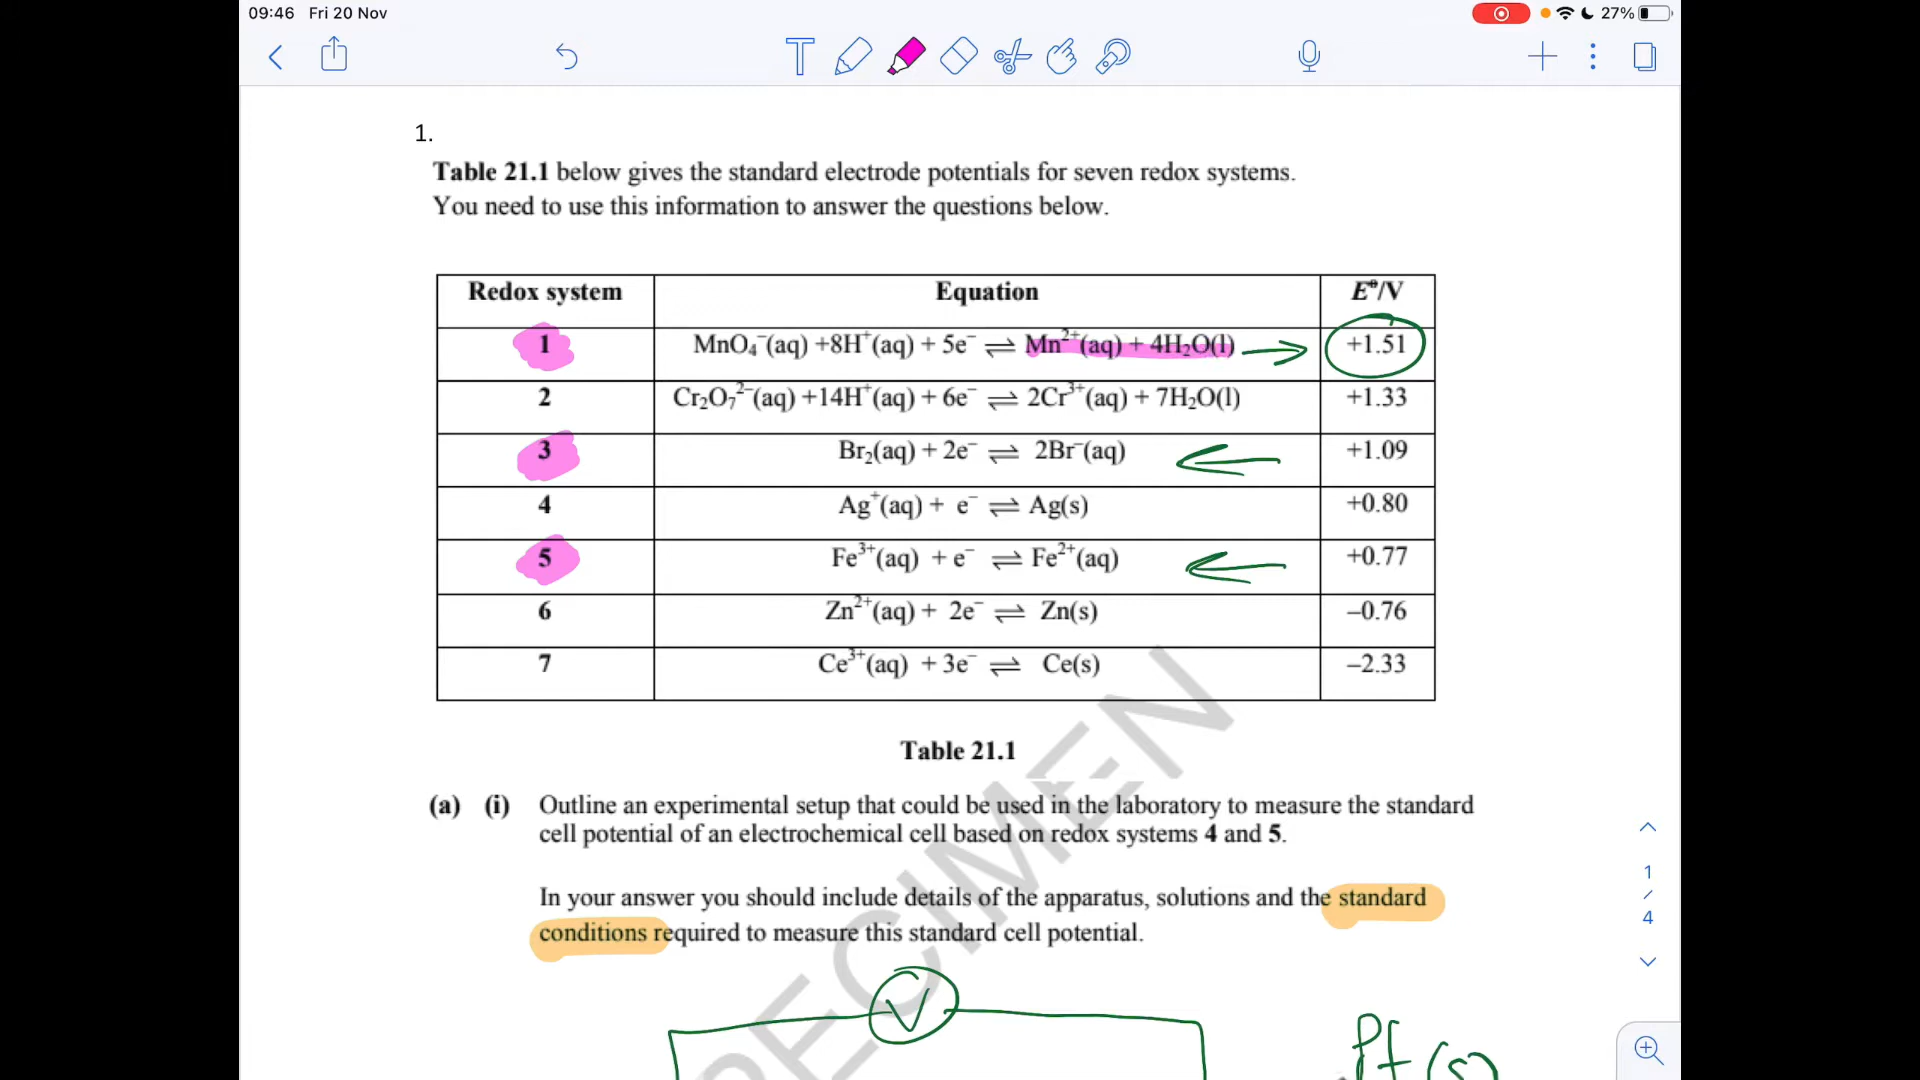 09:46 Fri 20 Nov
27%
T
1.
Table 21.1 below gives the standard electrode potentials for seven redox systems.
You need to use this information to answer the questions below.
Redox system Equation E⦵/V
1 MnO₄⁻(aq) +8H⁺(aq) + 5e⁻ ⇌ Mn²⁺(aq) + 4H₂O(l) → +1.51
2 Cr₂O₇²⁻(aq) +14H⁺(aq) + 6e⁻ ⇌ 2Cr³⁺(aq) + 7H₂O(l) +1.33
3 Br₂(aq) + 2e⁻ ⇌ 2Br⁻(aq) ← +1.09
4 Ag⁺(aq) + e⁻ ⇌ Ag(s) +0.80
5 Fe³⁺(aq) + e⁻ ⇌ Fe²⁺(aq) ← +0.77
6 Zn²⁺(aq) + 2e⁻ ⇌ Zn(s) –0.76
7 Ce³⁺(aq) + 3e⁻ ⇌ Ce(s) –2.33
Table 21.1
(a) (i) Outline an experimental setup that could be used in the laboratory to measure the standard
cell potential of an electrochemical cell based on redox systems 4 and 5.
In your answer you should include details of the apparatus, solutions and the standard
conditions required to measure this standard cell potential.
V
Pt (s)
1
/
4
PECIMEN